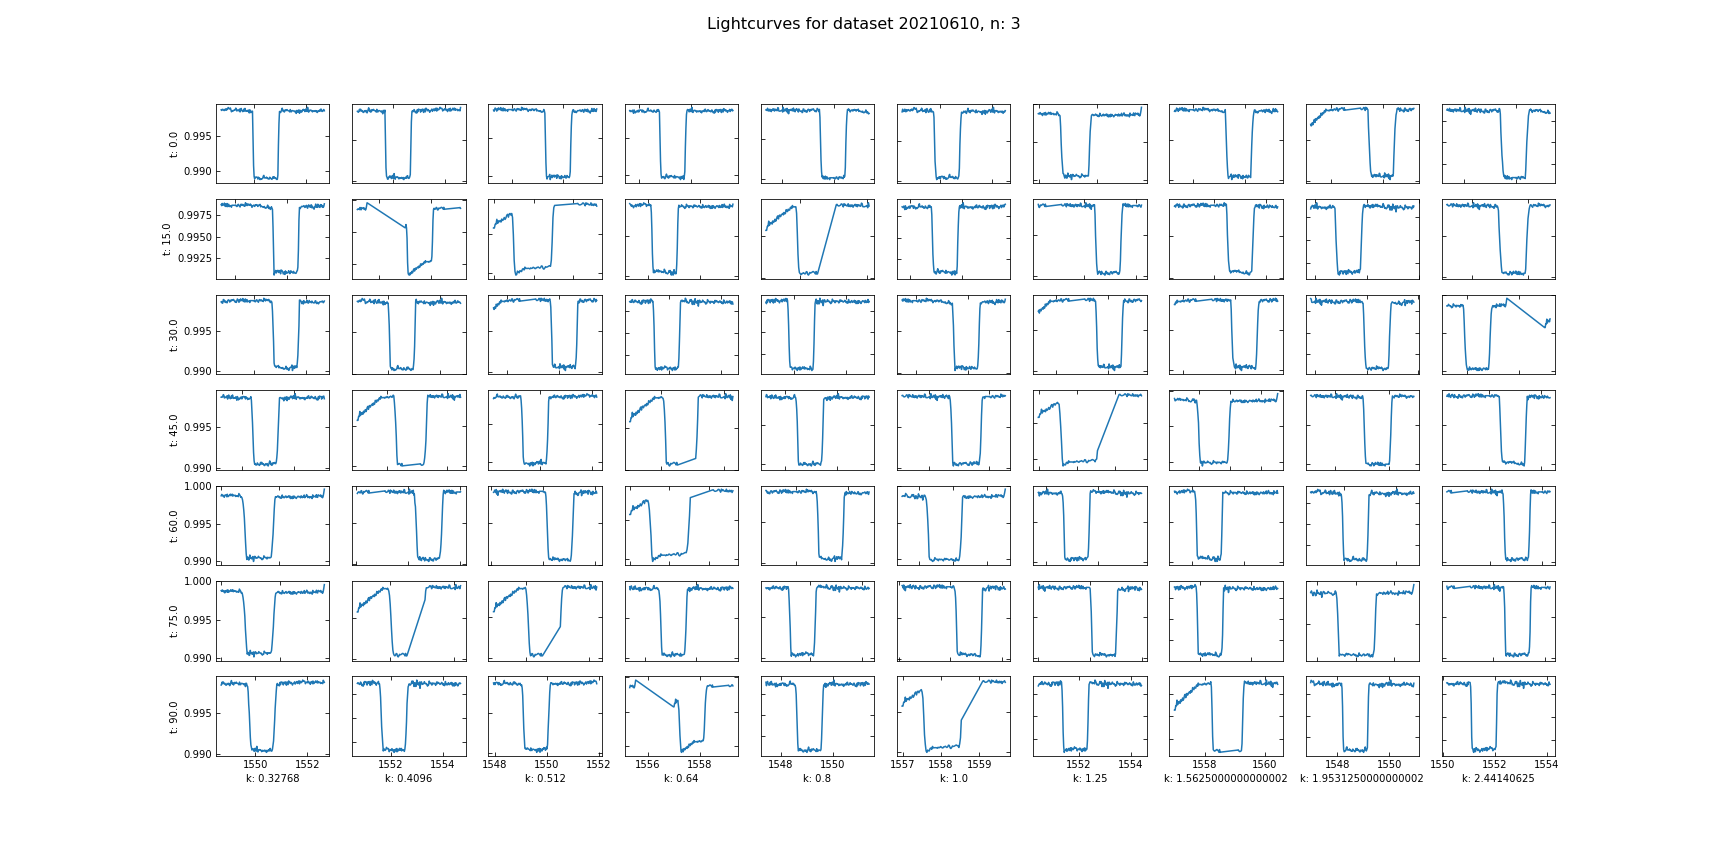 Lightcurves for dataset 20210610, n: 3
t: 0.0
0.995
0.990
t: 15.0
0.9975
0.9950
0.9925
t: 30.0
0.995
0.990
t: 45.0
0.995
0.990
t: 60.0
1.000
0.995
0.990
t: 75.0
1.000
0.995
0.990
t: 90.0
0.995
0.990
1550 1552 1552 1554 1548 1550 1552 1556 1558 1548 1550 1557 1558 1559 1552 1554 1558 1560 1548 1550 1550 1552 1554
k: 0.32768 k: 0.4096 k: 0.512 k: 0.64 k: 0.8 k: 1.0 k: 1.25 k: 1.5625000000000002 k: 1.9531250000000002 k: 2.44140625